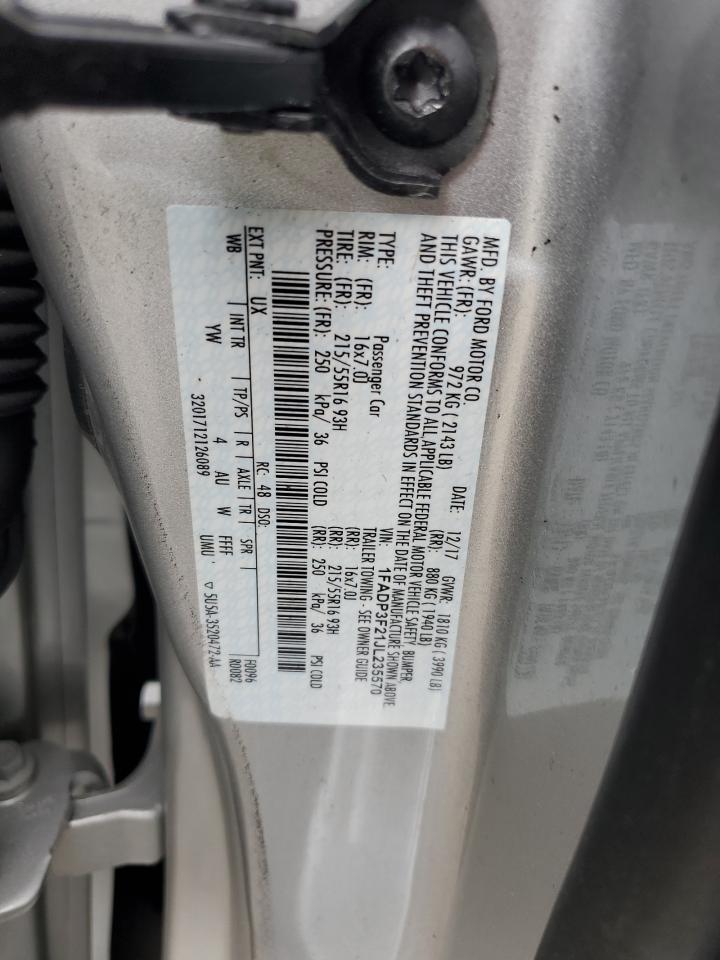 MFD. BY FORD MOTOR CO.
DATE: 12/17 GVWR: 1810 KG ( 3990 LB)
GAWR: (FR): 972 KG ( 2143 LB) (RR): 880 KG ( 1940 LB)
THIS VEHICLE CONFORMS TO ALL APPLICABLE FEDERAL MOTOR VEHICLE SAFETY, BUMPER,
AND THEFT PREVENTION STANDARDS IN EFFECT ON THE DATE OF MANUFACTURE SHOWN ABOVE
VIN: 1FADP3F21JL235570
TYPE: Passenger Car TRAILER TOWING - SEE OWNER GUIDE
RIM: (FR): 16x7.0J (RR): 16x7.0J
TIRE: (FR): 215/55R16 93H (RR): 215/55R16 93H
PRESSURE: (FR): 250 kPa/ 36 PSI COLD (RR): 250 kPa/ 36 PSI COLD
EXT PNT: UX RC: 48 DSO: F0096
R0082
WB INT TR TP/PS R AXLE TR SPR
YW 4 AU W FFFF UMU
3201712126089 ▽ 5U5A-3520472-AA